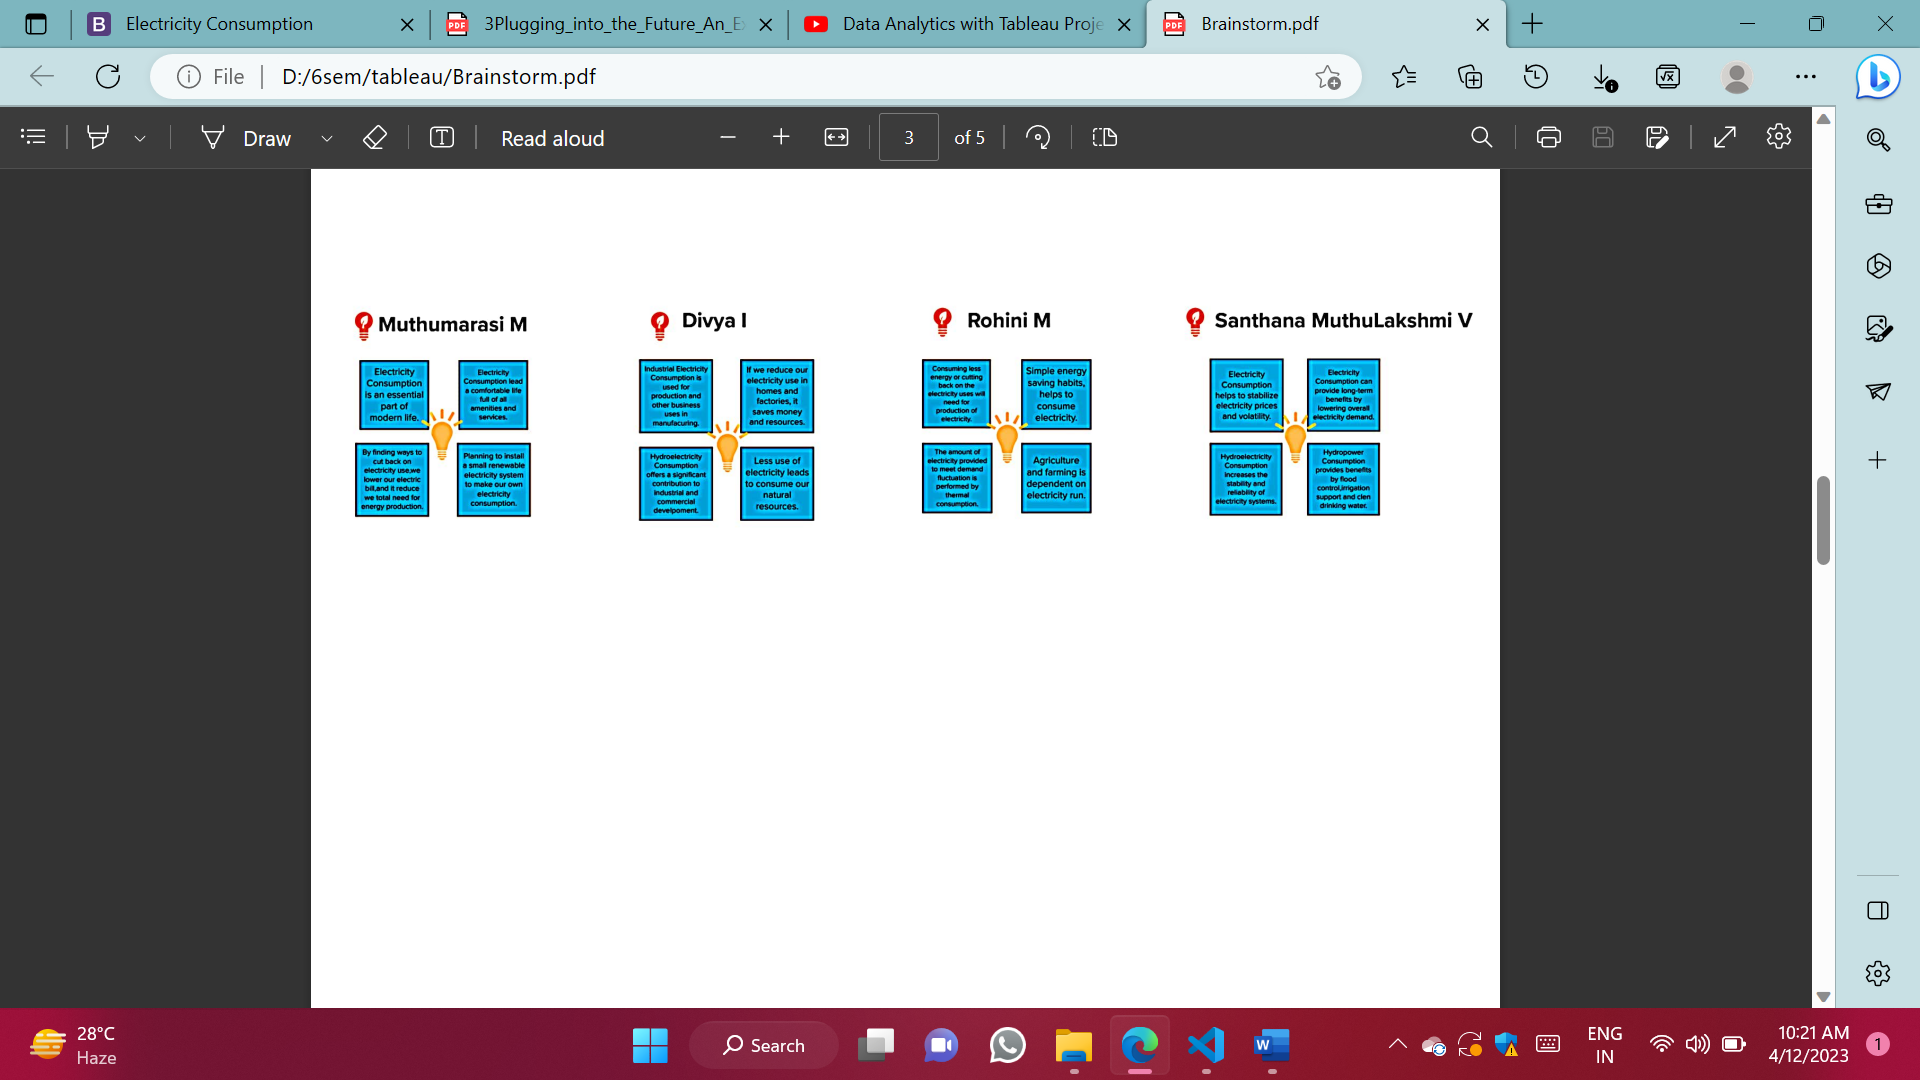 Electricity Consumption
3Plugging_into_the_Future_An_Ex
Data Analytics with Tableau Proje
Brainstorm.pdf
File
D:/6sem/tableau/Brainstorm.pdf
Draw
Read aloud
3 of 5
Muthumarasi M
Electricity
Consumption
is an essential
part of
modern life.
Electricity
Consumption lead
a comfortable life
full of all
amenities and
services.
By finding ways to
cut back on
electricity use,we
lower our electric
bill,and it reduce
we total need for
energy production.
Planning to install
a small renewable
electricity system
to make our own
electricity
consumption.
Divya I
Industrial Electricity
Consumption is
used for
production and
other business
uses in
manufacuring.
If we reduce our
electricity use in
homes and
factories, it
saves money
and resources.
Hydroelectricity
Consumption
offers a significant
contribution to
industrial and
commercial
develpoment.
Less use of
electricity leads
to consume our
natural
resources.
Rohini M
Consuming less
energy or cutting
back on the
electricity uses will
need for
production of
electricity.
Simple energy
saving habits,
helps to
consume
electricity.
The amount of
electricity provided
to meet demand
fluctuation is
performed by
thermal
consumption.
Agriculture
and farming is
dependent on
electricity run.
Santhana MuthuLakshmi V
Electricity
Consumption
helps to stabilize
electricity prices
and volatility.
Electricity
Consumption can
provide long-term
benefits by
lowering overall
electricity demand.
Hydroelectricity
Consumption
increases the
stability and
reliability of
electricity systems.
Hydropower
Consumption
provides benefits
by flood
control,irrigation
support and clen
drinking water.
28°C
Haze
Search
ENG
IN
10:21 AM
4/12/2023
1